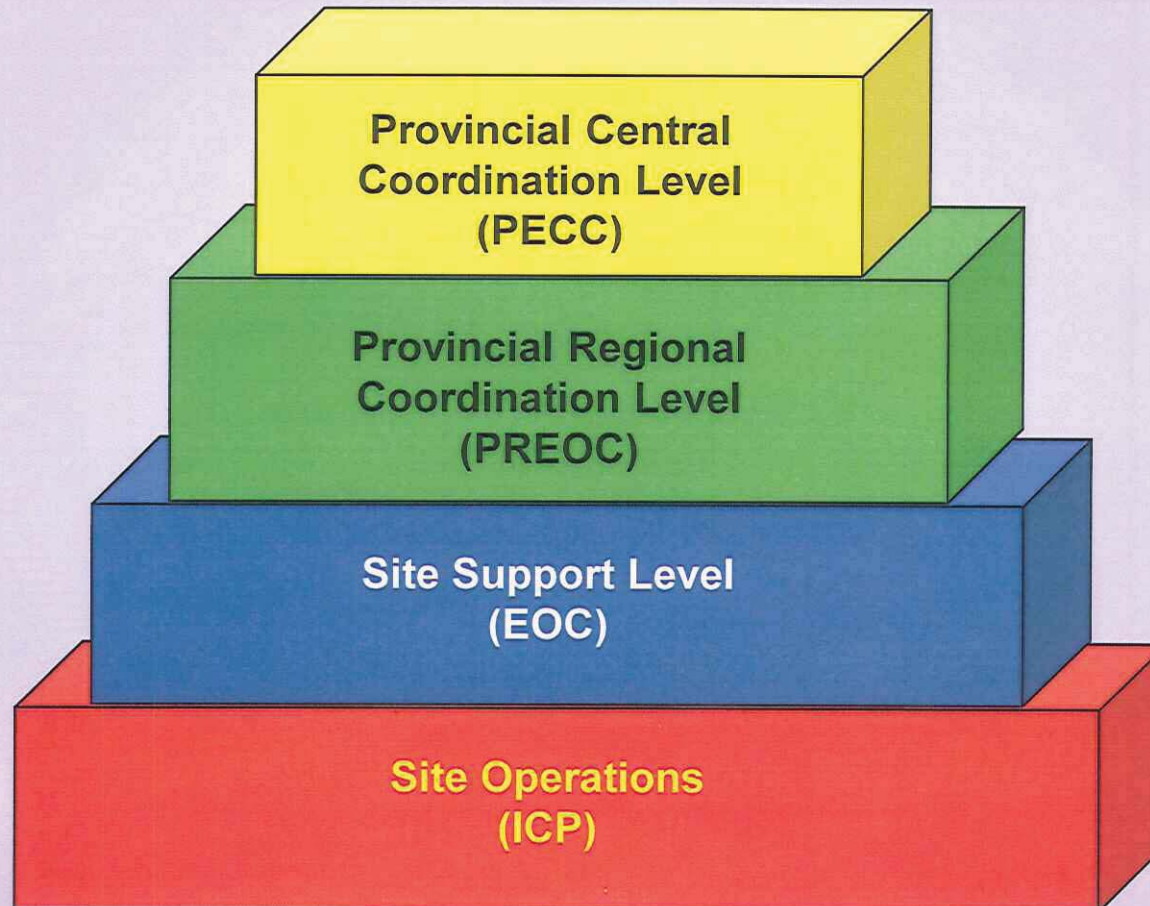 Provincial Central
Coordination Level
(PECC)
Provincial Regional
Coordination Level
(PREOC)
Site Support Level
(EOC)
Site Operations
(ICP)